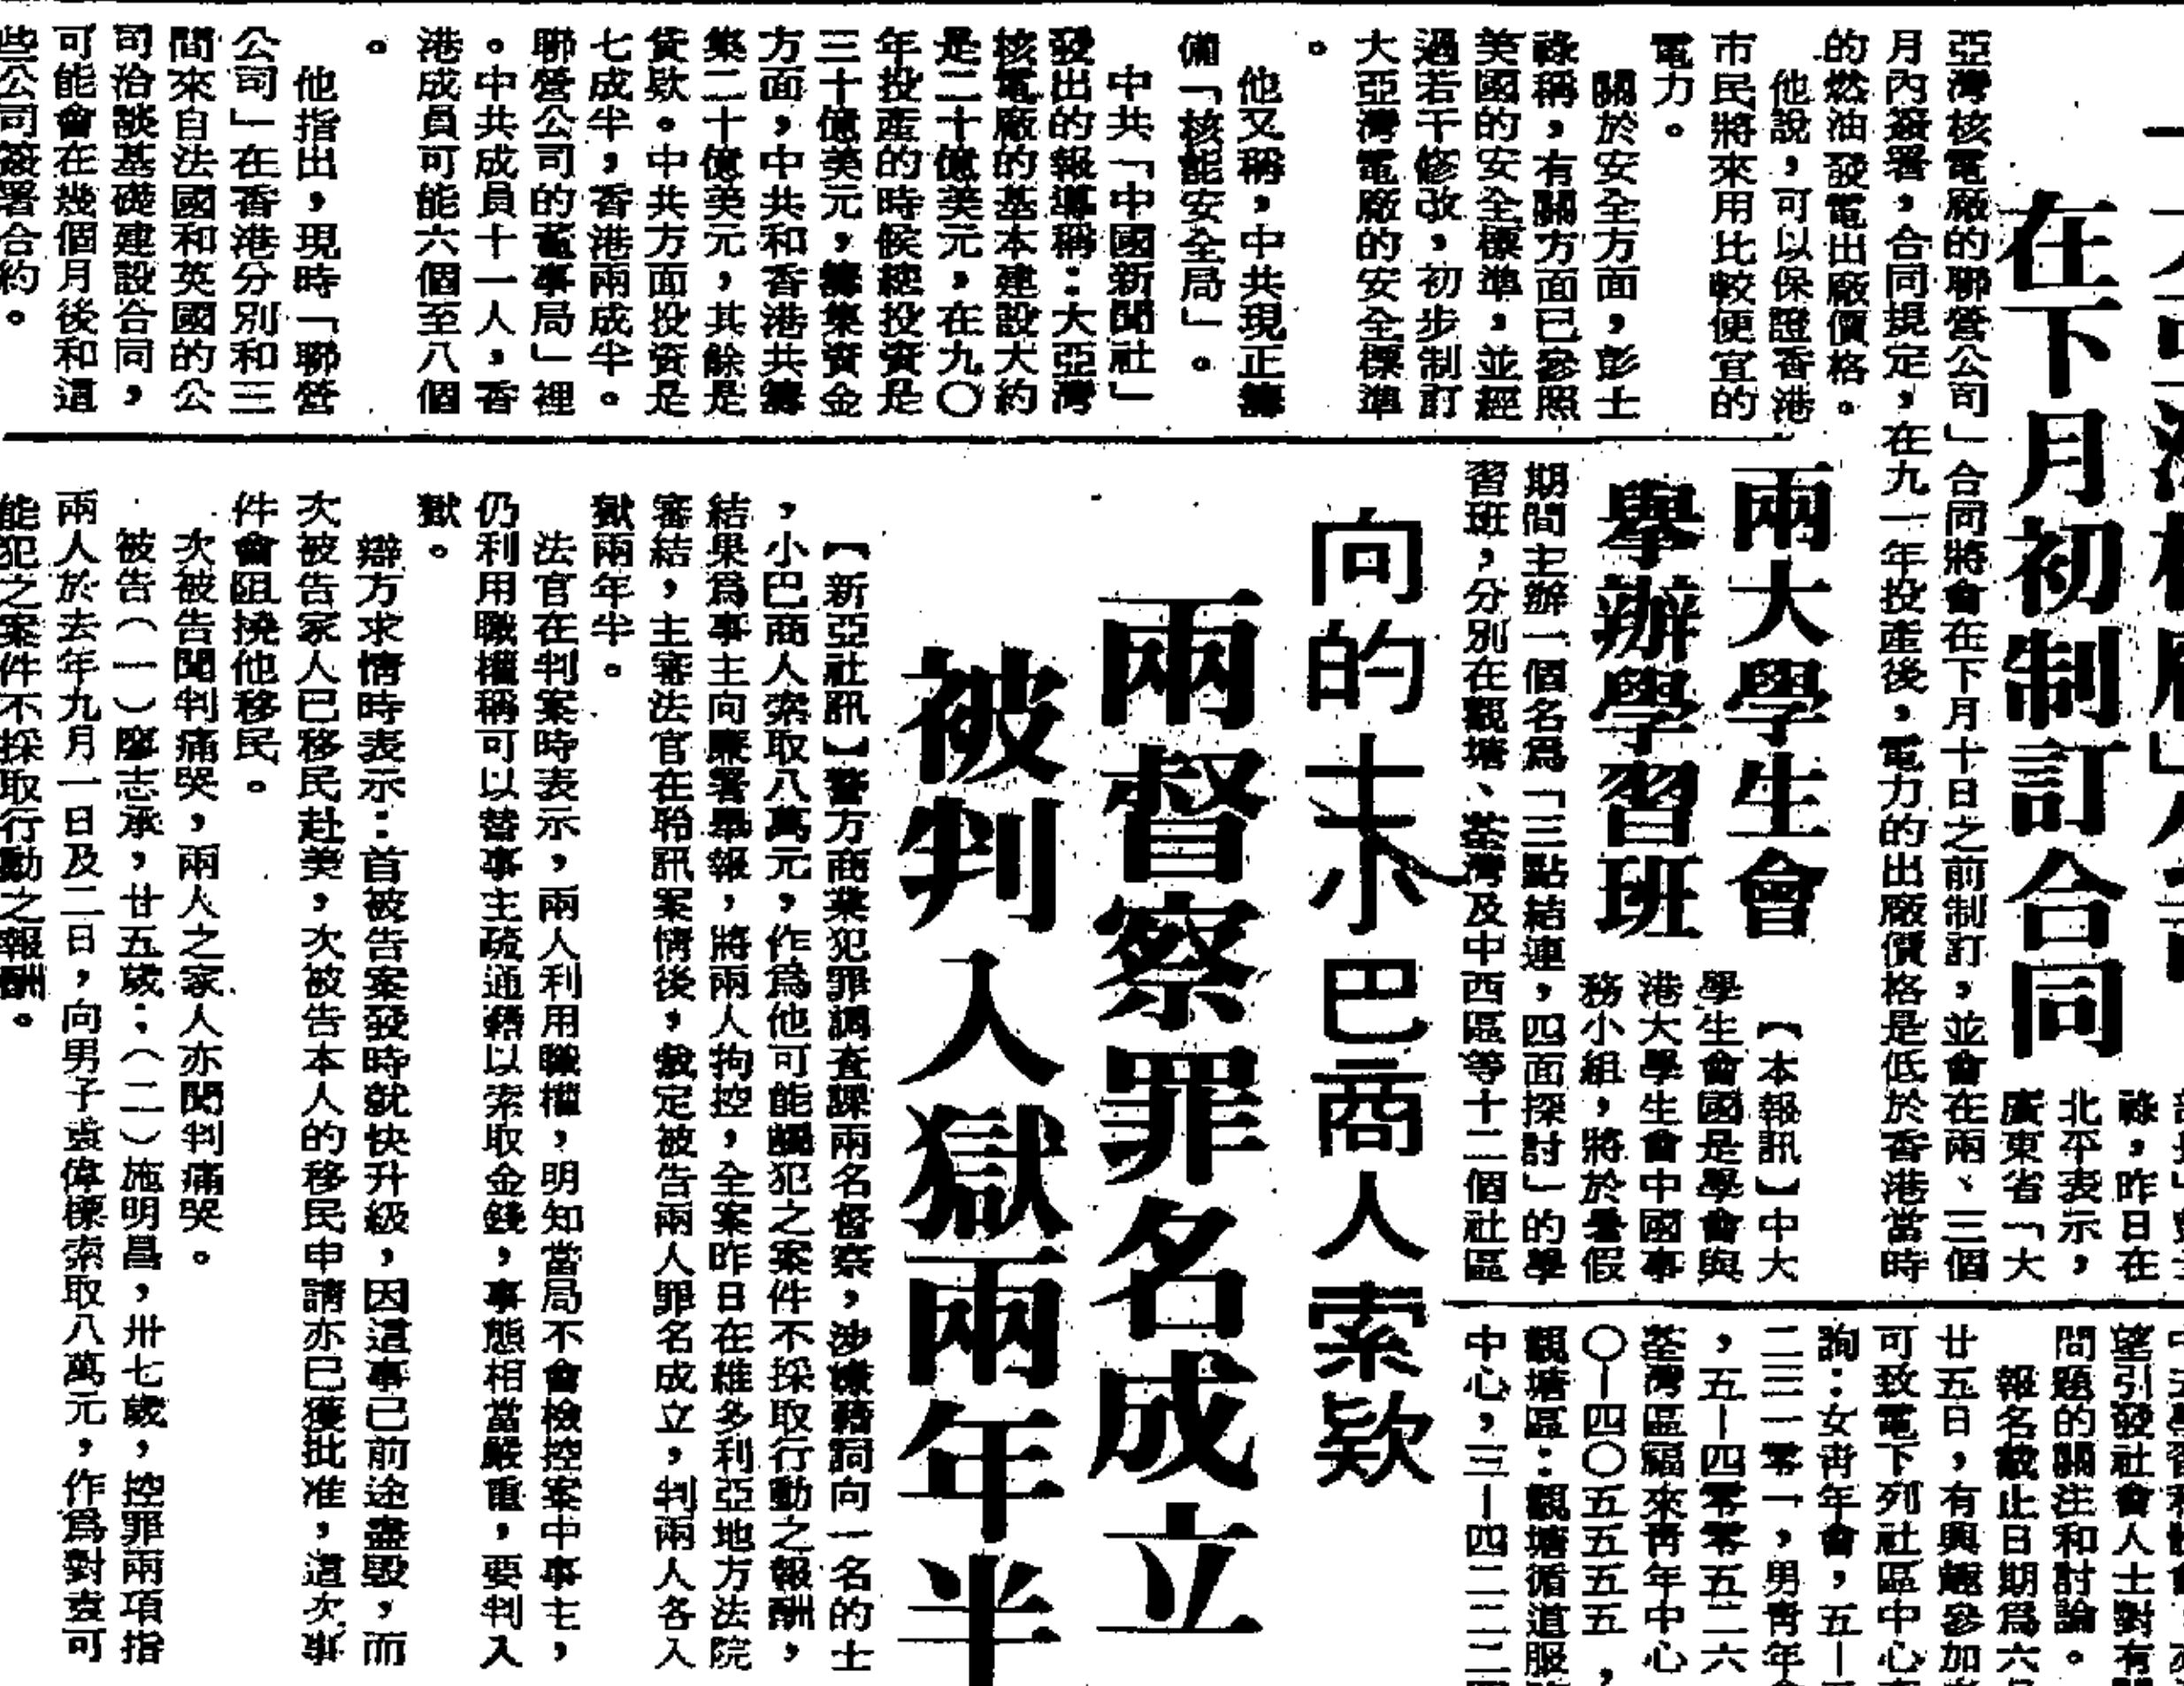 在下月初制訂合同
北平表示，
廣東省「大
亞灣核電廠的聯營公司」合同將會在下月十日之前制訂，並會在兩、三個
月內簽署，合同規定，在九一年投產後，電力的出廠價格是低於香港當時
的燃油發電出廠價格。
他說，可以保證香港
市民將來用比較便宜的
電力。
關於安全方面，彭士
祿稱，有關方面已參照
美國的安全標準，並經
過若干修改，初步制訂
大亞灣電廠的安全標準
。
他又稱，中共現正籌
備「核能安全局」。
中共「中國新聞社」
發出的報導稱：大亞灣
核電廠的基本建設大約
是二十億美元，在九〇
年投產的時候總投資是
三十億美元，籌集資金
方面，中共和香港共籌
集二十億美元，其餘是
貸款。中共方面投資是
七成半，香港兩成半。
聯營公司的董事局」裡
。中共成員十一人，香
港成員可能六個至八個
。
他指出，現時「聯營
公司」在香港分別和三
間來自法國和英國的公
司洽談基礎建設合同，
可能會在幾個月後和這
些公司簽署合約。
兩大學生會
舉辦學習班
【本報訊】中大
學生會國是學會與
港大學生會中國事
務小組，將於暑假
期間主辦一個名為「三點結連，四面探討」的學
習班，分別在觀塘、荃灣及中西區等十二個社區
望引發社會人士對有
問題的關注和討論。
報名截止日期為六
廿五日，有興趣參加
可致電下列社區中心
詢：女青年會，五—
二三一零一，男青年
，五—四零零五二六
荃灣區福來青年中心
〇—四〇五五五五，
觀塘區：觀塘循道服
中心，三—四二二二
向的士小巴商人索款
兩督察罪名成立
被判入獄兩年半
【新亞社訊】警方商業犯罪調查課兩名督察，涉嫌藉詞向一名的士
，小巴商人索取八萬元，作為他可能觸犯之案件不採取行動之報酬，
結果為事主向廉署舉報，將兩人拘控，全案昨日在維多利亞地方法院
審結，主審法官在聆訊案情後，裁定被告兩人罪名成立，判兩人各入
獄兩年半。
法官在判案時表示，兩人利用職權，明知當局不會檢控案中事主，
仍利用職權稱可以替事主疏通藉以索取金錢，事態相當嚴重，要判入
獄。
辯方求情時表示：首被告案發時就快升級，因這事已前途盡毀，而
次被告家人已移民赴美，次被告本人的移民申請亦已獲批准，這次事
件會阻撓他移民。
次被告聞判痛哭，兩人之家人亦聞判痛哭。
被告（一）廖志承，廿五歲；（二）施明昌，卅七歲，控罪兩項指
兩人於去年九月一日及二日，向男子袁偉標索取八萬元，作為對袁可
能犯之案件不採取行動之報酬。